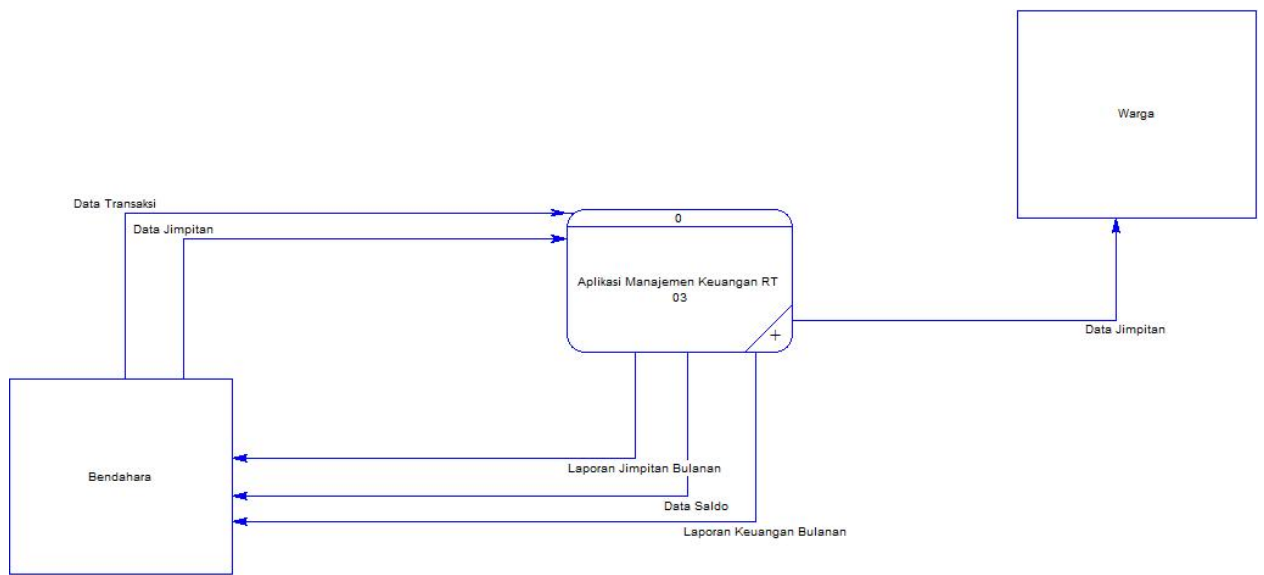 Warga
Data Transaksi
0
Data Jimpitan
Aplikasi Manajemen Keuangan RT
03
+
Data Jimpitan
Laporan Jimpitan Bulanan
Bendahara
Data Saldo
Laporan Keuangan Bulanan